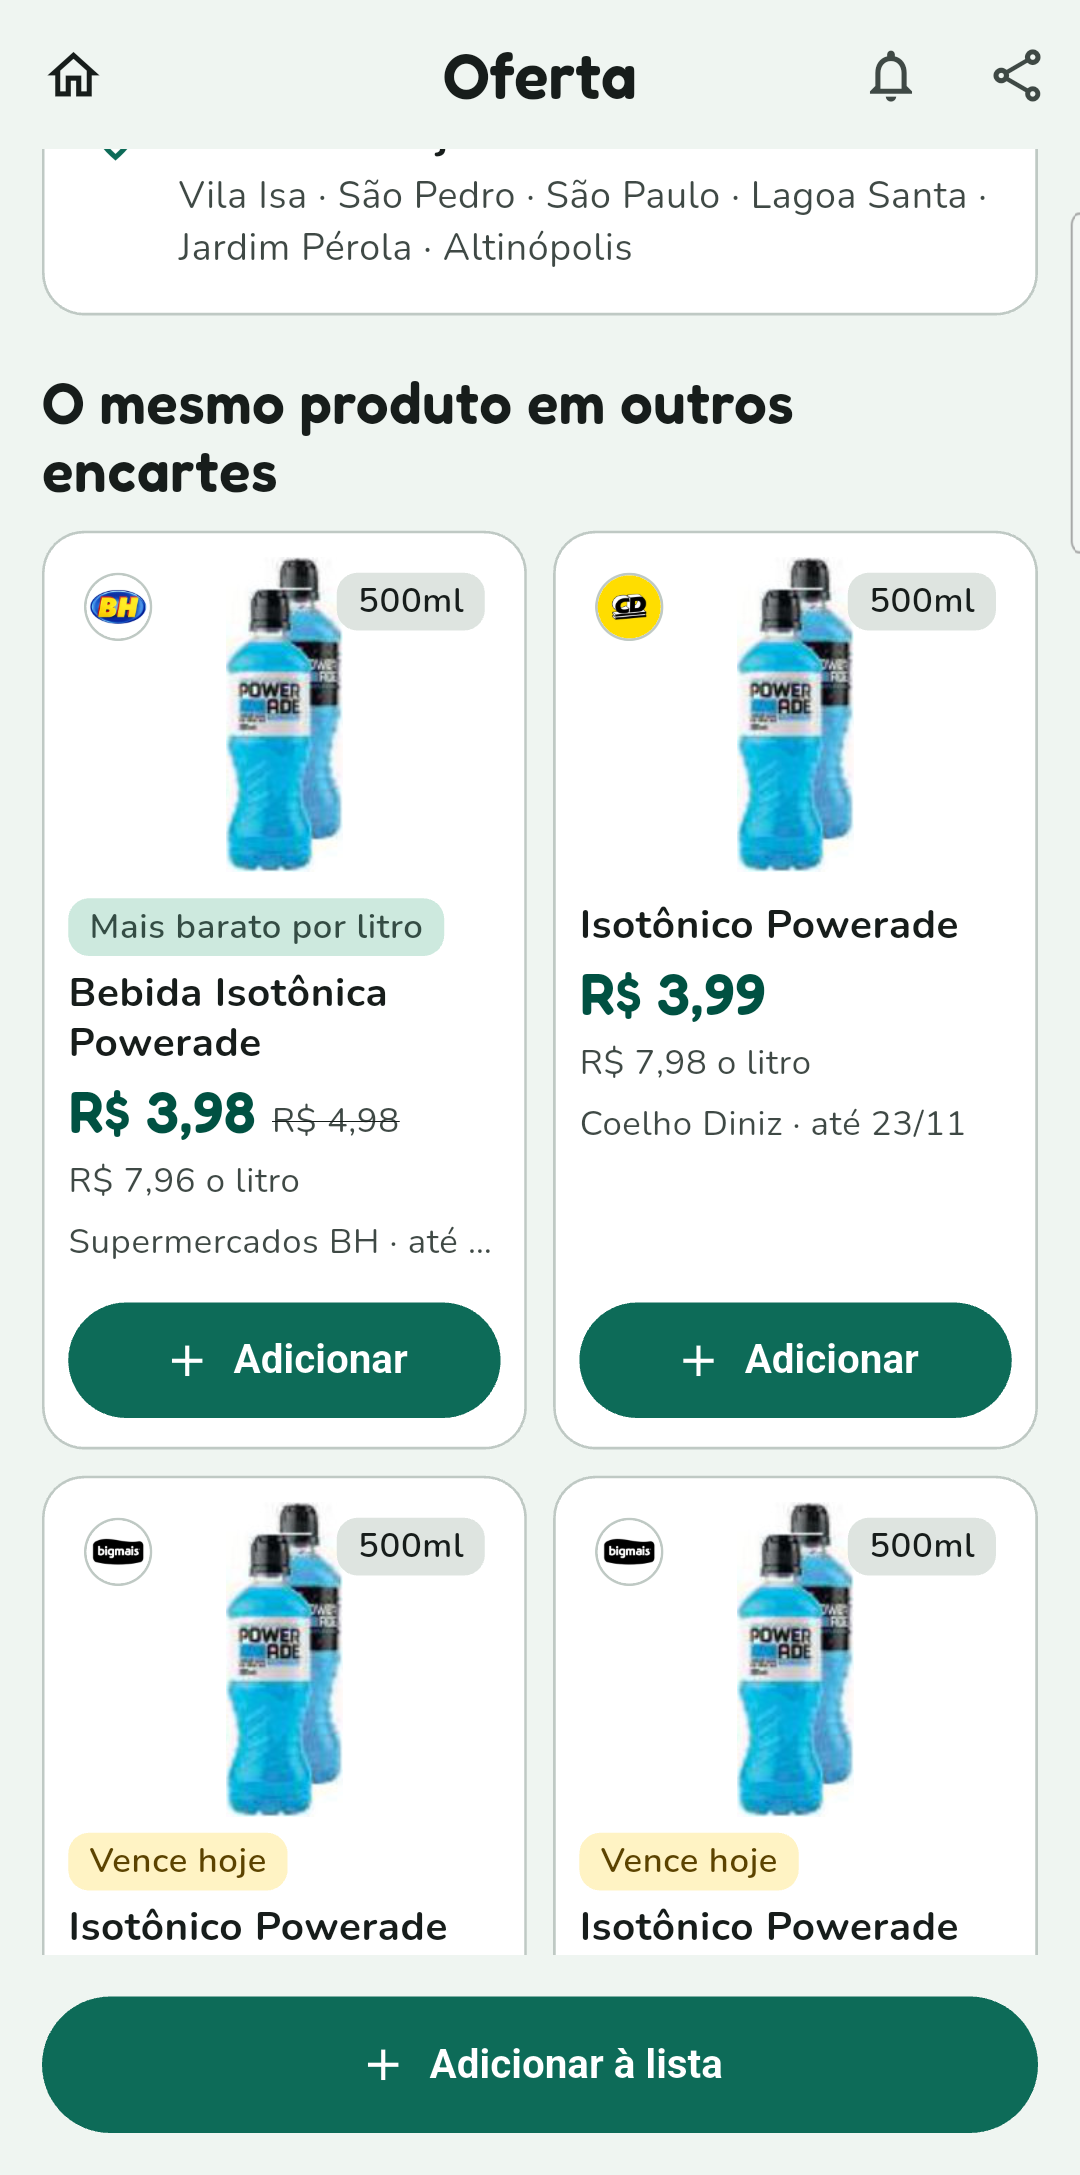 Oferta
Vila Isa · São Pedro · São Paulo · Lagoa Santa ·
Jardim Pérola · Altinópolis
O mesmo produto em outros
encartes
BH
500ml
POWER
ADE
CD
500ml
POWER
ADE
Mais barato por litro
Bebida Isotônica
Powerade
R$ 3,98 R$ 4,98
R$ 7,96 o litro
Supermercados BH · até ...
+ Adicionar
Isotônico Powerade
R$ 3,99
R$ 7,98 o litro
Coelho Diniz · até 23/11
+ Adicionar
bigmais
500ml
POWER
ADE
bigmais
500ml
POWER
ADE
Vence hoje
Isotônico Powerade
Vence hoje
Isotônico Powerade
+ Adicionar à lista